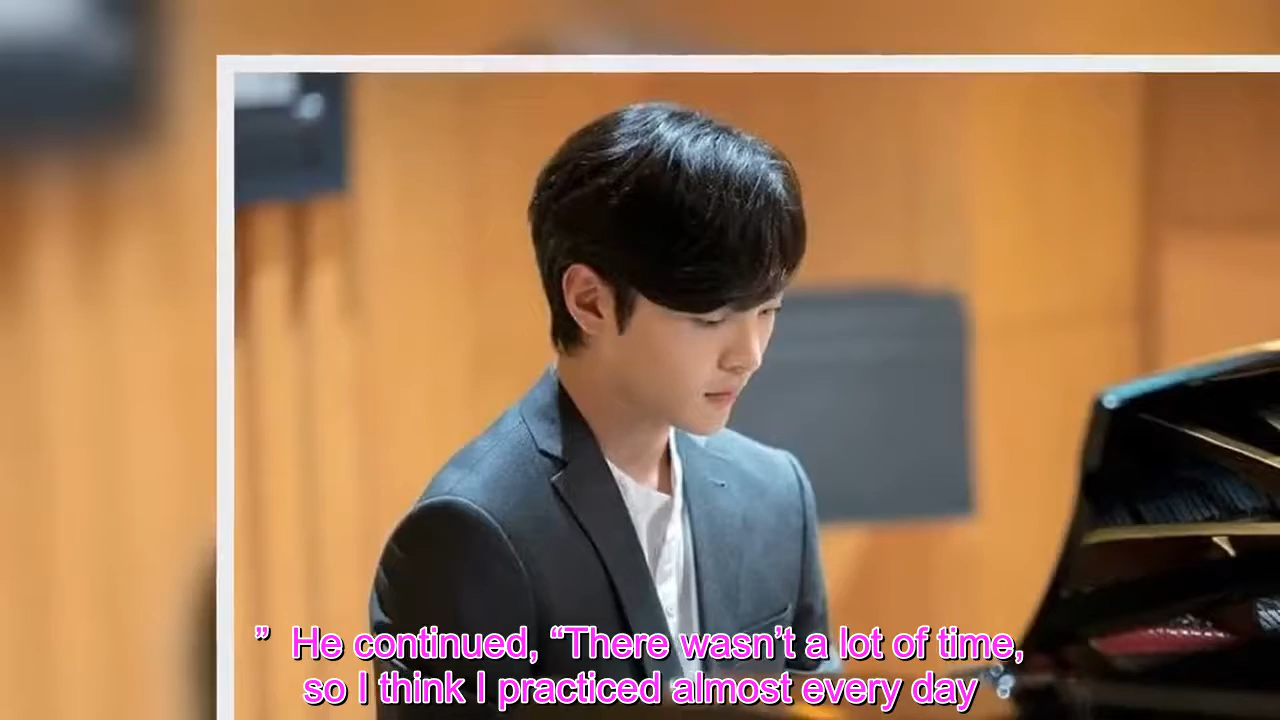 ”  He continued, “There wasn’t a lot of time,
so I think I practiced almost every day